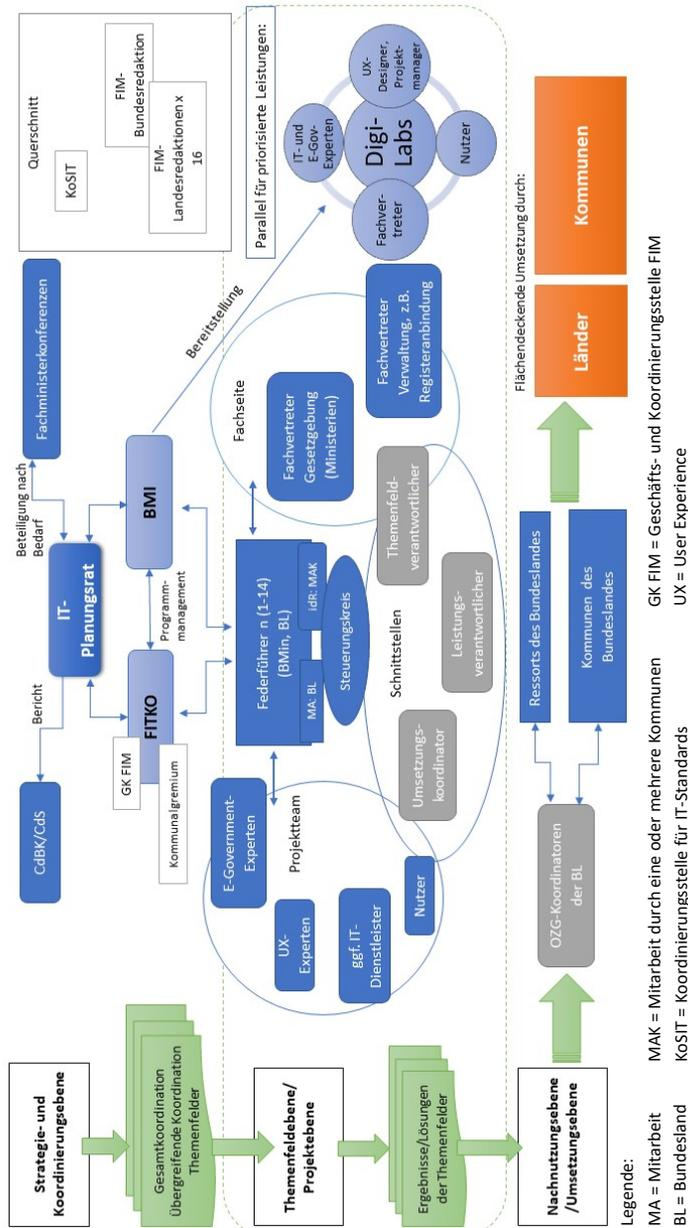 Strategie- und
Koordinierungsebene
CdBK/CdS
Bericht
IT-
Planungsrat
Beteiligung nach
Bedarf
Fachministerkonferenzen
Querschnitt
KoSIT
FIM-
Bundesredaktion
FIM-
Landesredaktionen x
16
GK FIM
FITKO
Kommunalgremium
Programm-
management
BMI
Bereitstellung
Gesamtkoordination
Übergreifende Koordination
Themenfelder
Themenfeldebene/
Projektebene
E-Government-
Experten
Projektteam
UX-
Experten
ggf. IT-
Dienstleister
Nutzer
Federführer n (1-14)
(BMin, BL)
MA: BL
idR: MAK
Steuerungskreis
Fachseite
Fachvertreter
Gesetzgebung
(Ministerien)
Fachvertreter
Verwaltung, z.B.
Registeranbindung
Schnittstellen
Umsetzungs-
koordinator
Leistungs-
verantwortlicher
Themenfeld-
verantwortlicher
Parallel für priorisierte Leistungen:
IT- und
E-Gov-
Experten
UX-
Designer,
Projekt-
manager
Digi-
Labs
Fachver-
treter
Nutzer
Ergebnisse/Lösungen
der Themenfelder
Nachnutzungsebene
/Umsetzungsebene
OZG-Koordinatoren
der BL
Ressorts des Bundeslandes
Kommunen des
Bundeslandes
Flächendeckende Umsetzung durch:
Länder
Kommunen
Legende:
MA = Mitarbeit
BL = Bundesland
MAK = Mitarbeit durch eine oder mehrere Kommunen
KoSIT = Koordinierungsstelle für IT-Standards
GK FIM = Geschäfts- und Koordinierungsstelle FIM
UX = User Experience